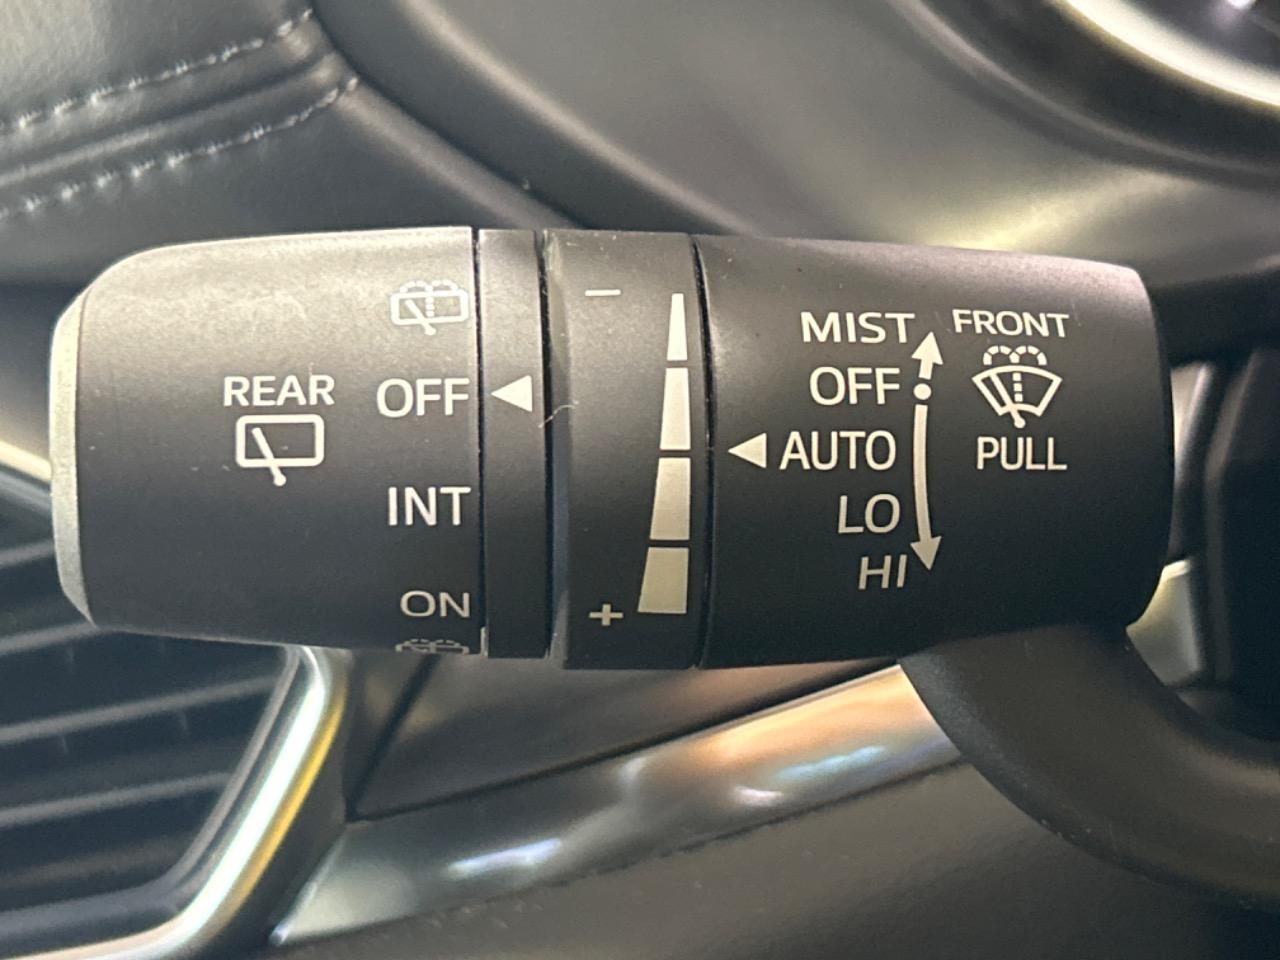 REAR
OFF
INT
ON
−
+
MIST
OFF
AUTO
LO
HI
FRONT
PULL